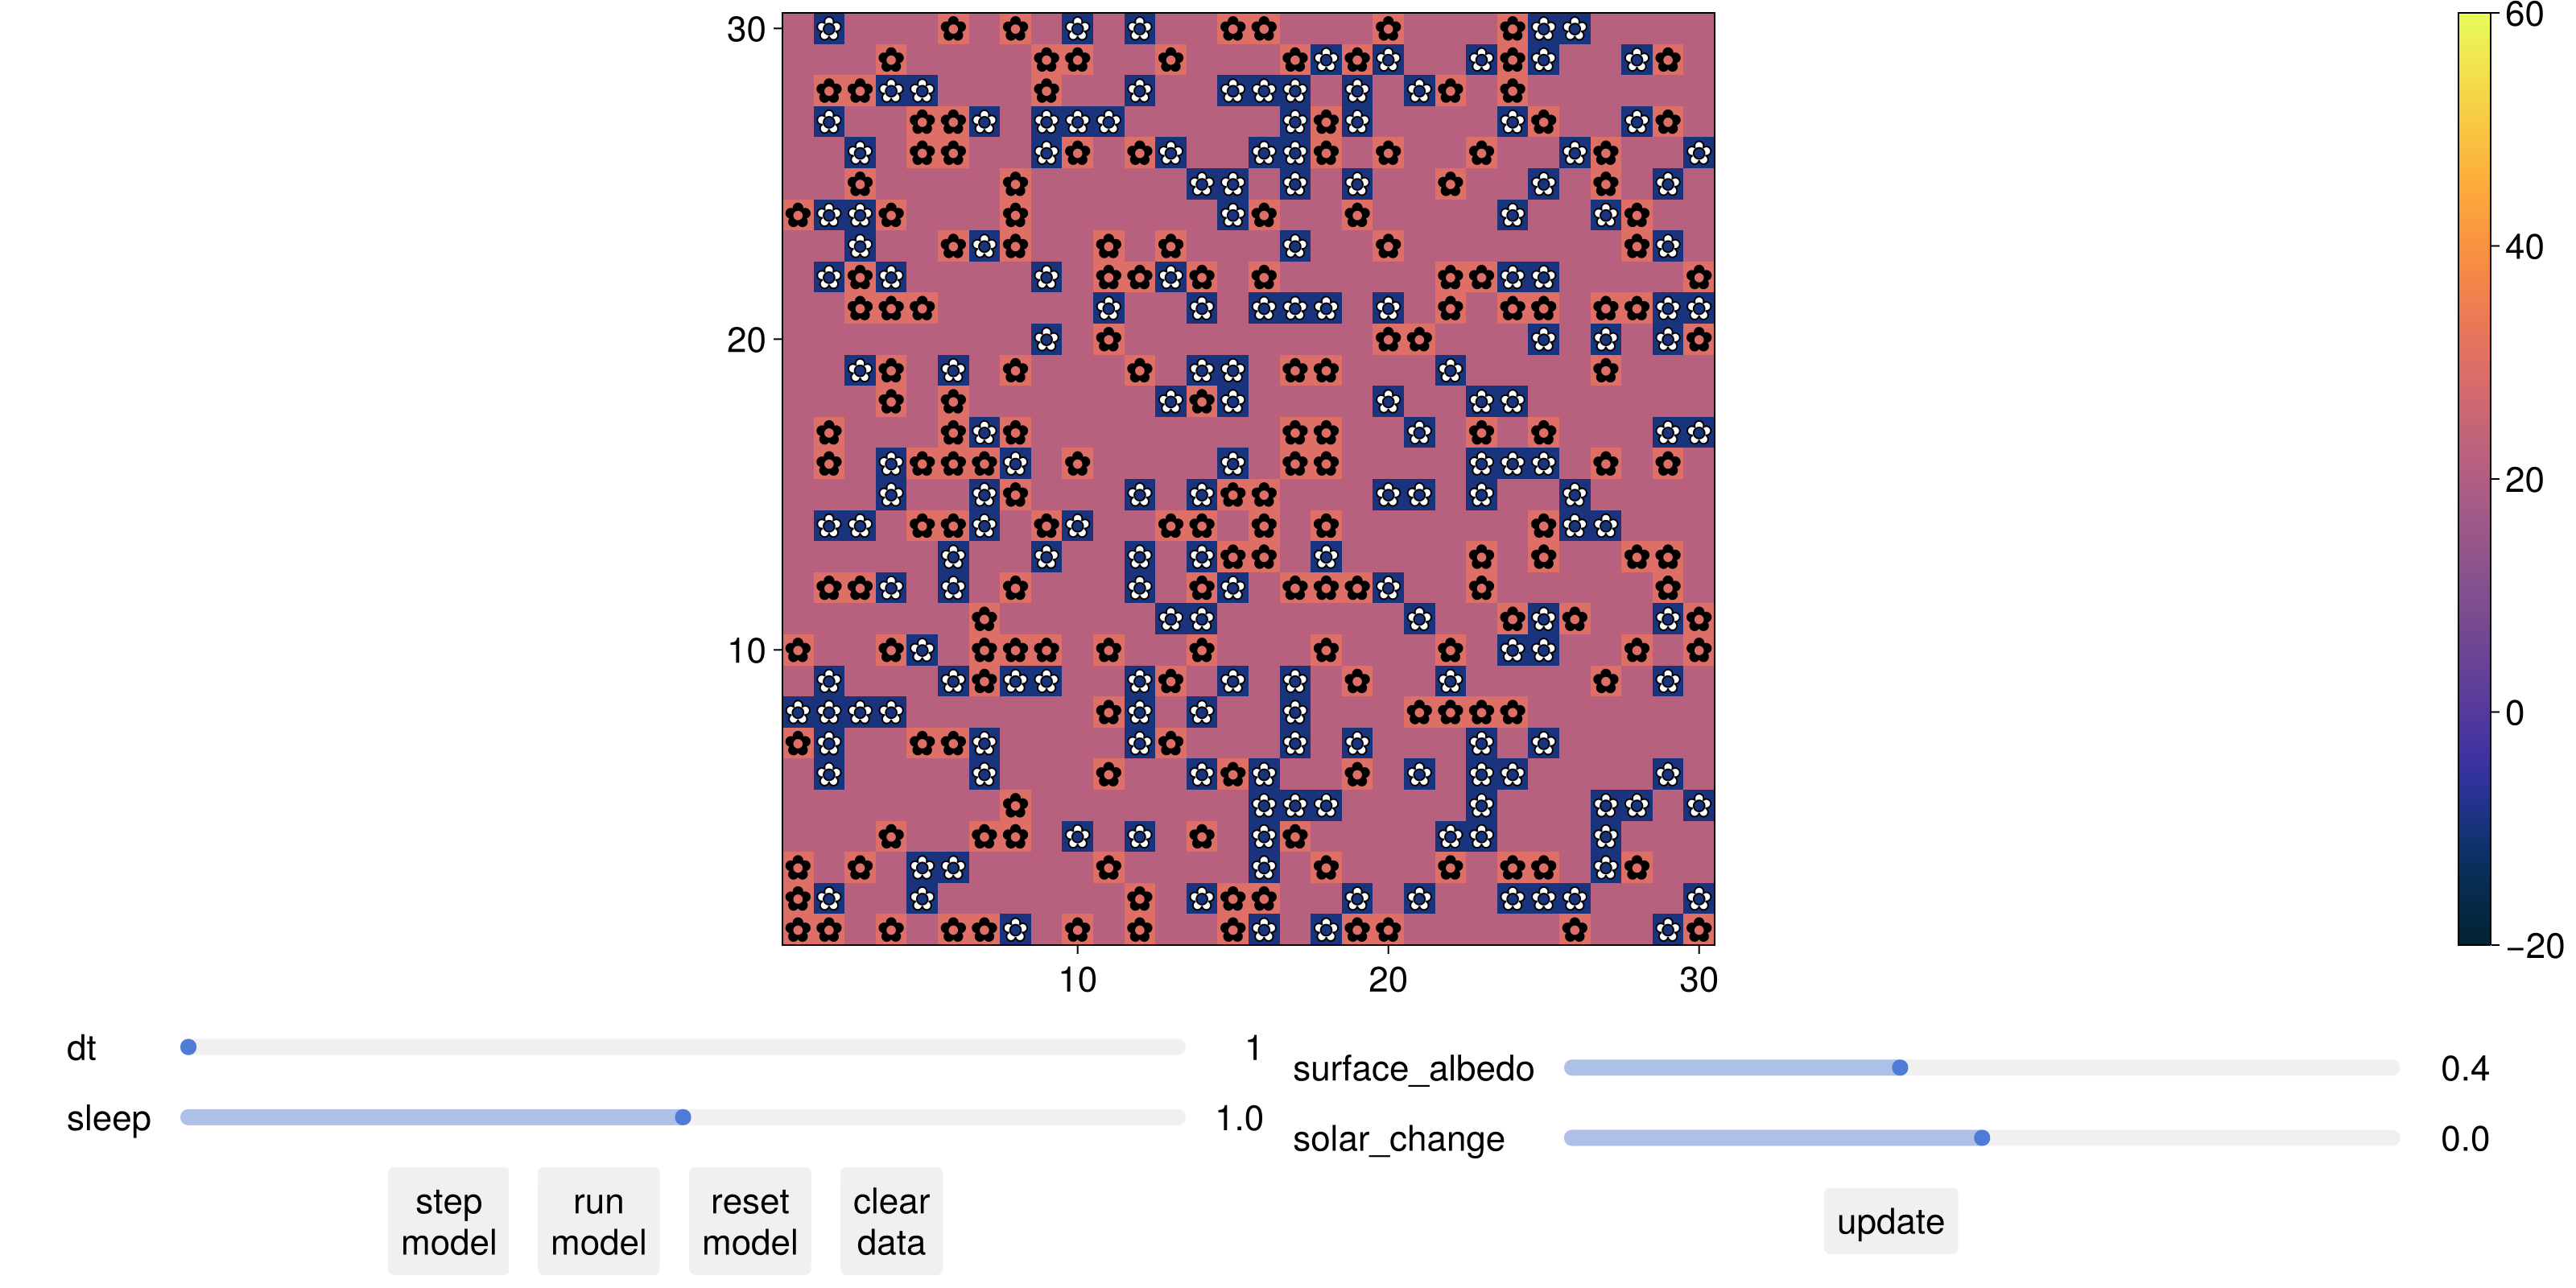 30
20
10
10
20
30
60
40
20
0
−20
dt
1
sleep
1.0
surface_albedo
0.4
solar_change
0.0
step
model
run
model
reset
model
clear
data
update